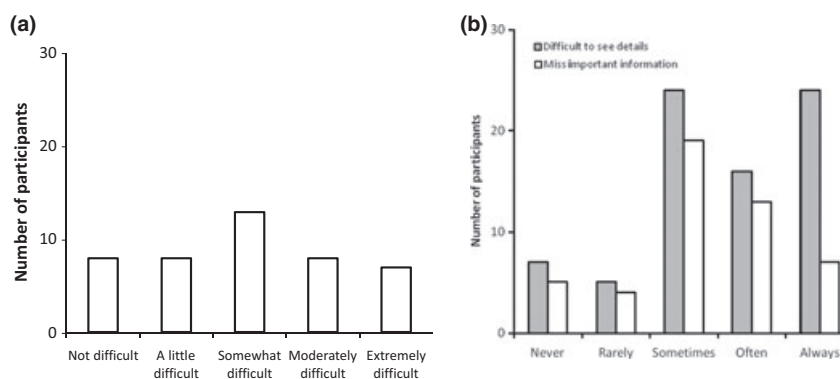 (a)
30
20
10
0
Number of participants
Not difficult
A little
difficult
Somewhat
difficult
Moderately
difficult
Extremely
difficult
(b)
30
20
10
0
Number of participants
Difficult to see details
Miss important information
Never
Rarely
Sometimes
Often
Always